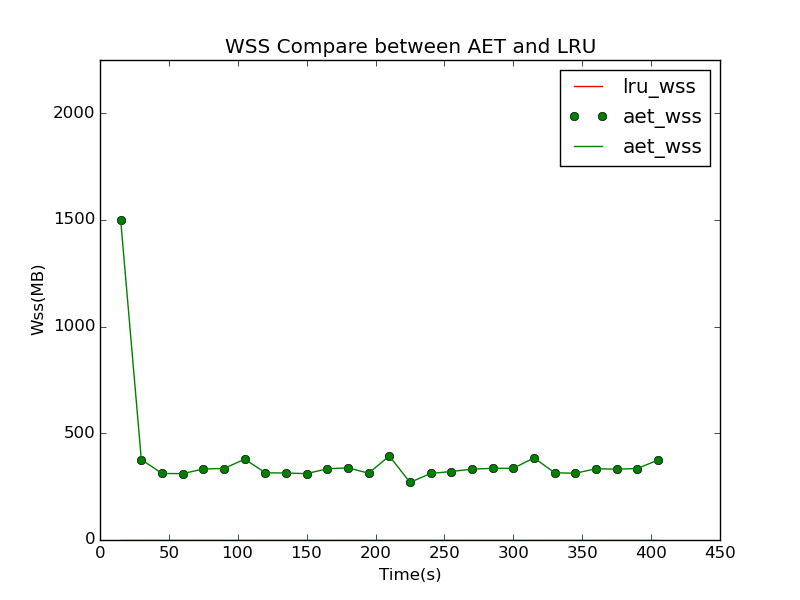 WSS Compare between AET and LRU
lru_wss
aet_wss
aet_wss
2000
1500
1000
500
0
Wss(MB)
0 50 100 150 200 250 300 350 400 450
Time(s)